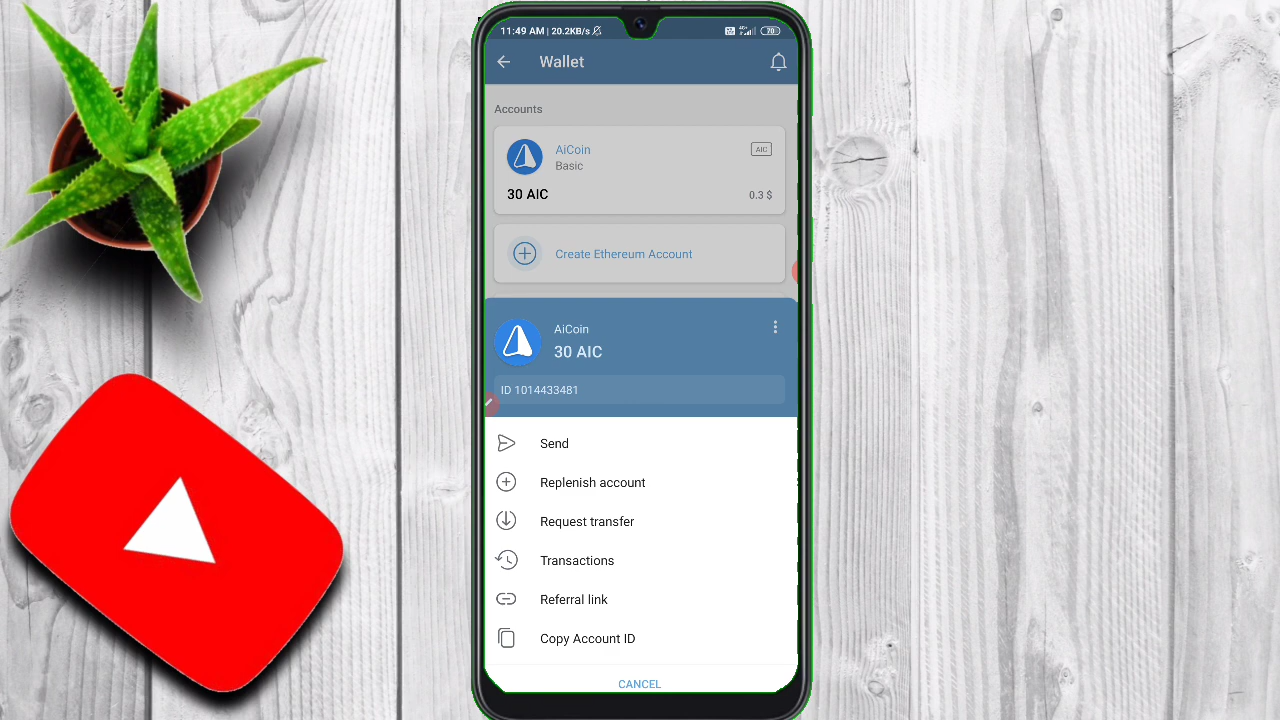 11:49 AM | 20.2KB/s
70
Wallet
Accounts
AiCoin
AIC
Basic
30 AIC
0.3 $
Create Ethereum Account
AiCoin
30 AIC
ID 1014433481
Send
Replenish account
Request transfer
Transactions
Referral link
Copy Account ID
CANCEL